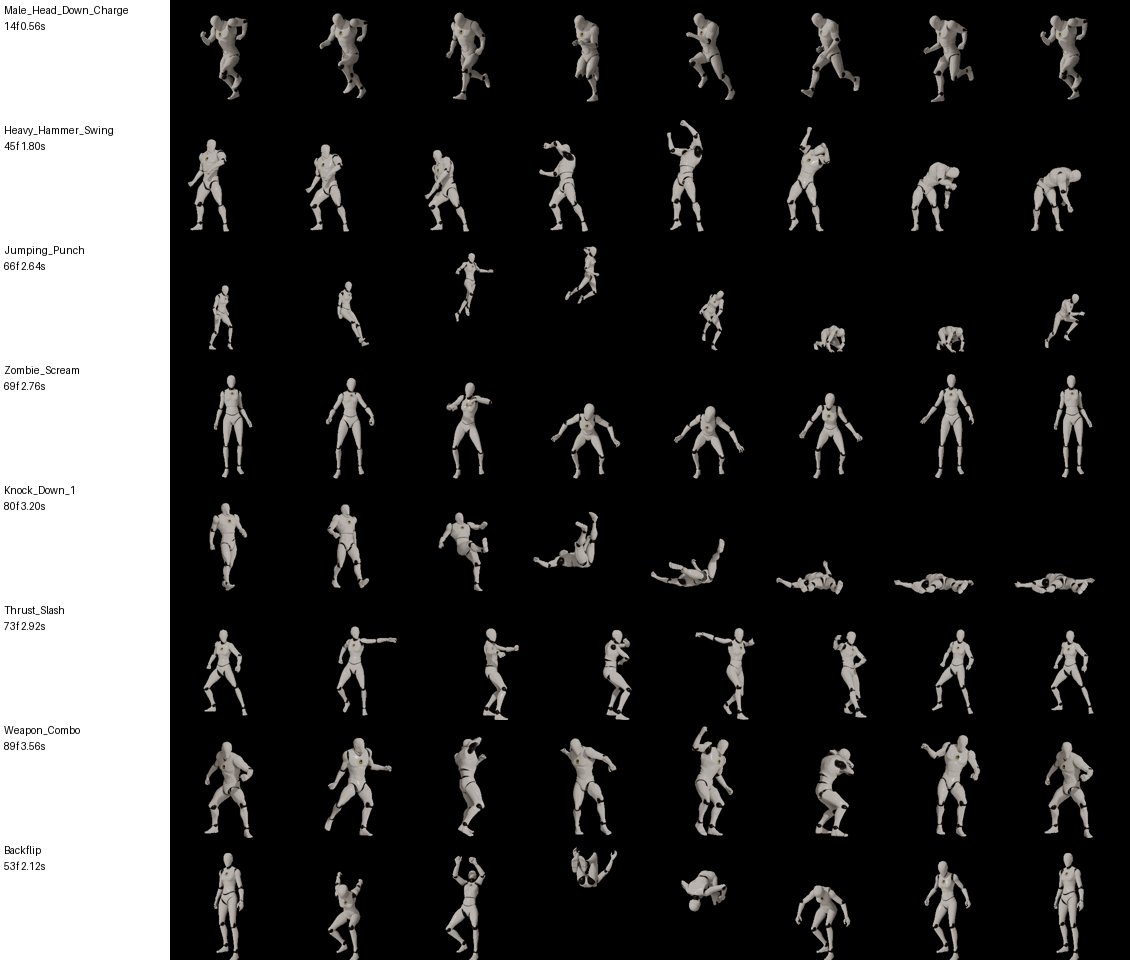 Male_Head_Down_Charge
14f 0.56s
Heavy_Hammer_Swing
45f 1.80s
Jumping_Punch
66f 2.64s
Zombie_Scream
69f 2.76s
Knock_Down_1
80f 3.20s
Thrust_Slash
73f 2.92s
Weapon_Combo
89f 3.56s
Backflip
53f 2.12s